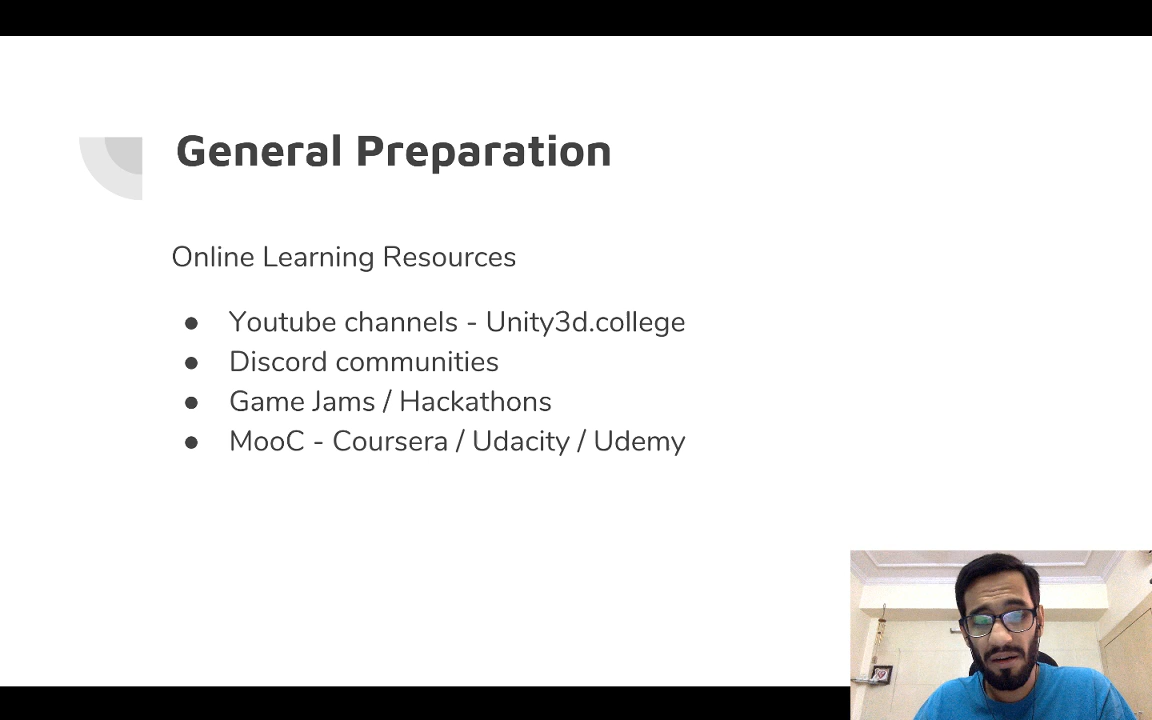 General Preparation
Online Learning Resources
● Youtube channels - Unity3d.college
● Discord communities
● Game Jams / Hackathons
● MooC - Coursera / Udacity / Udemy